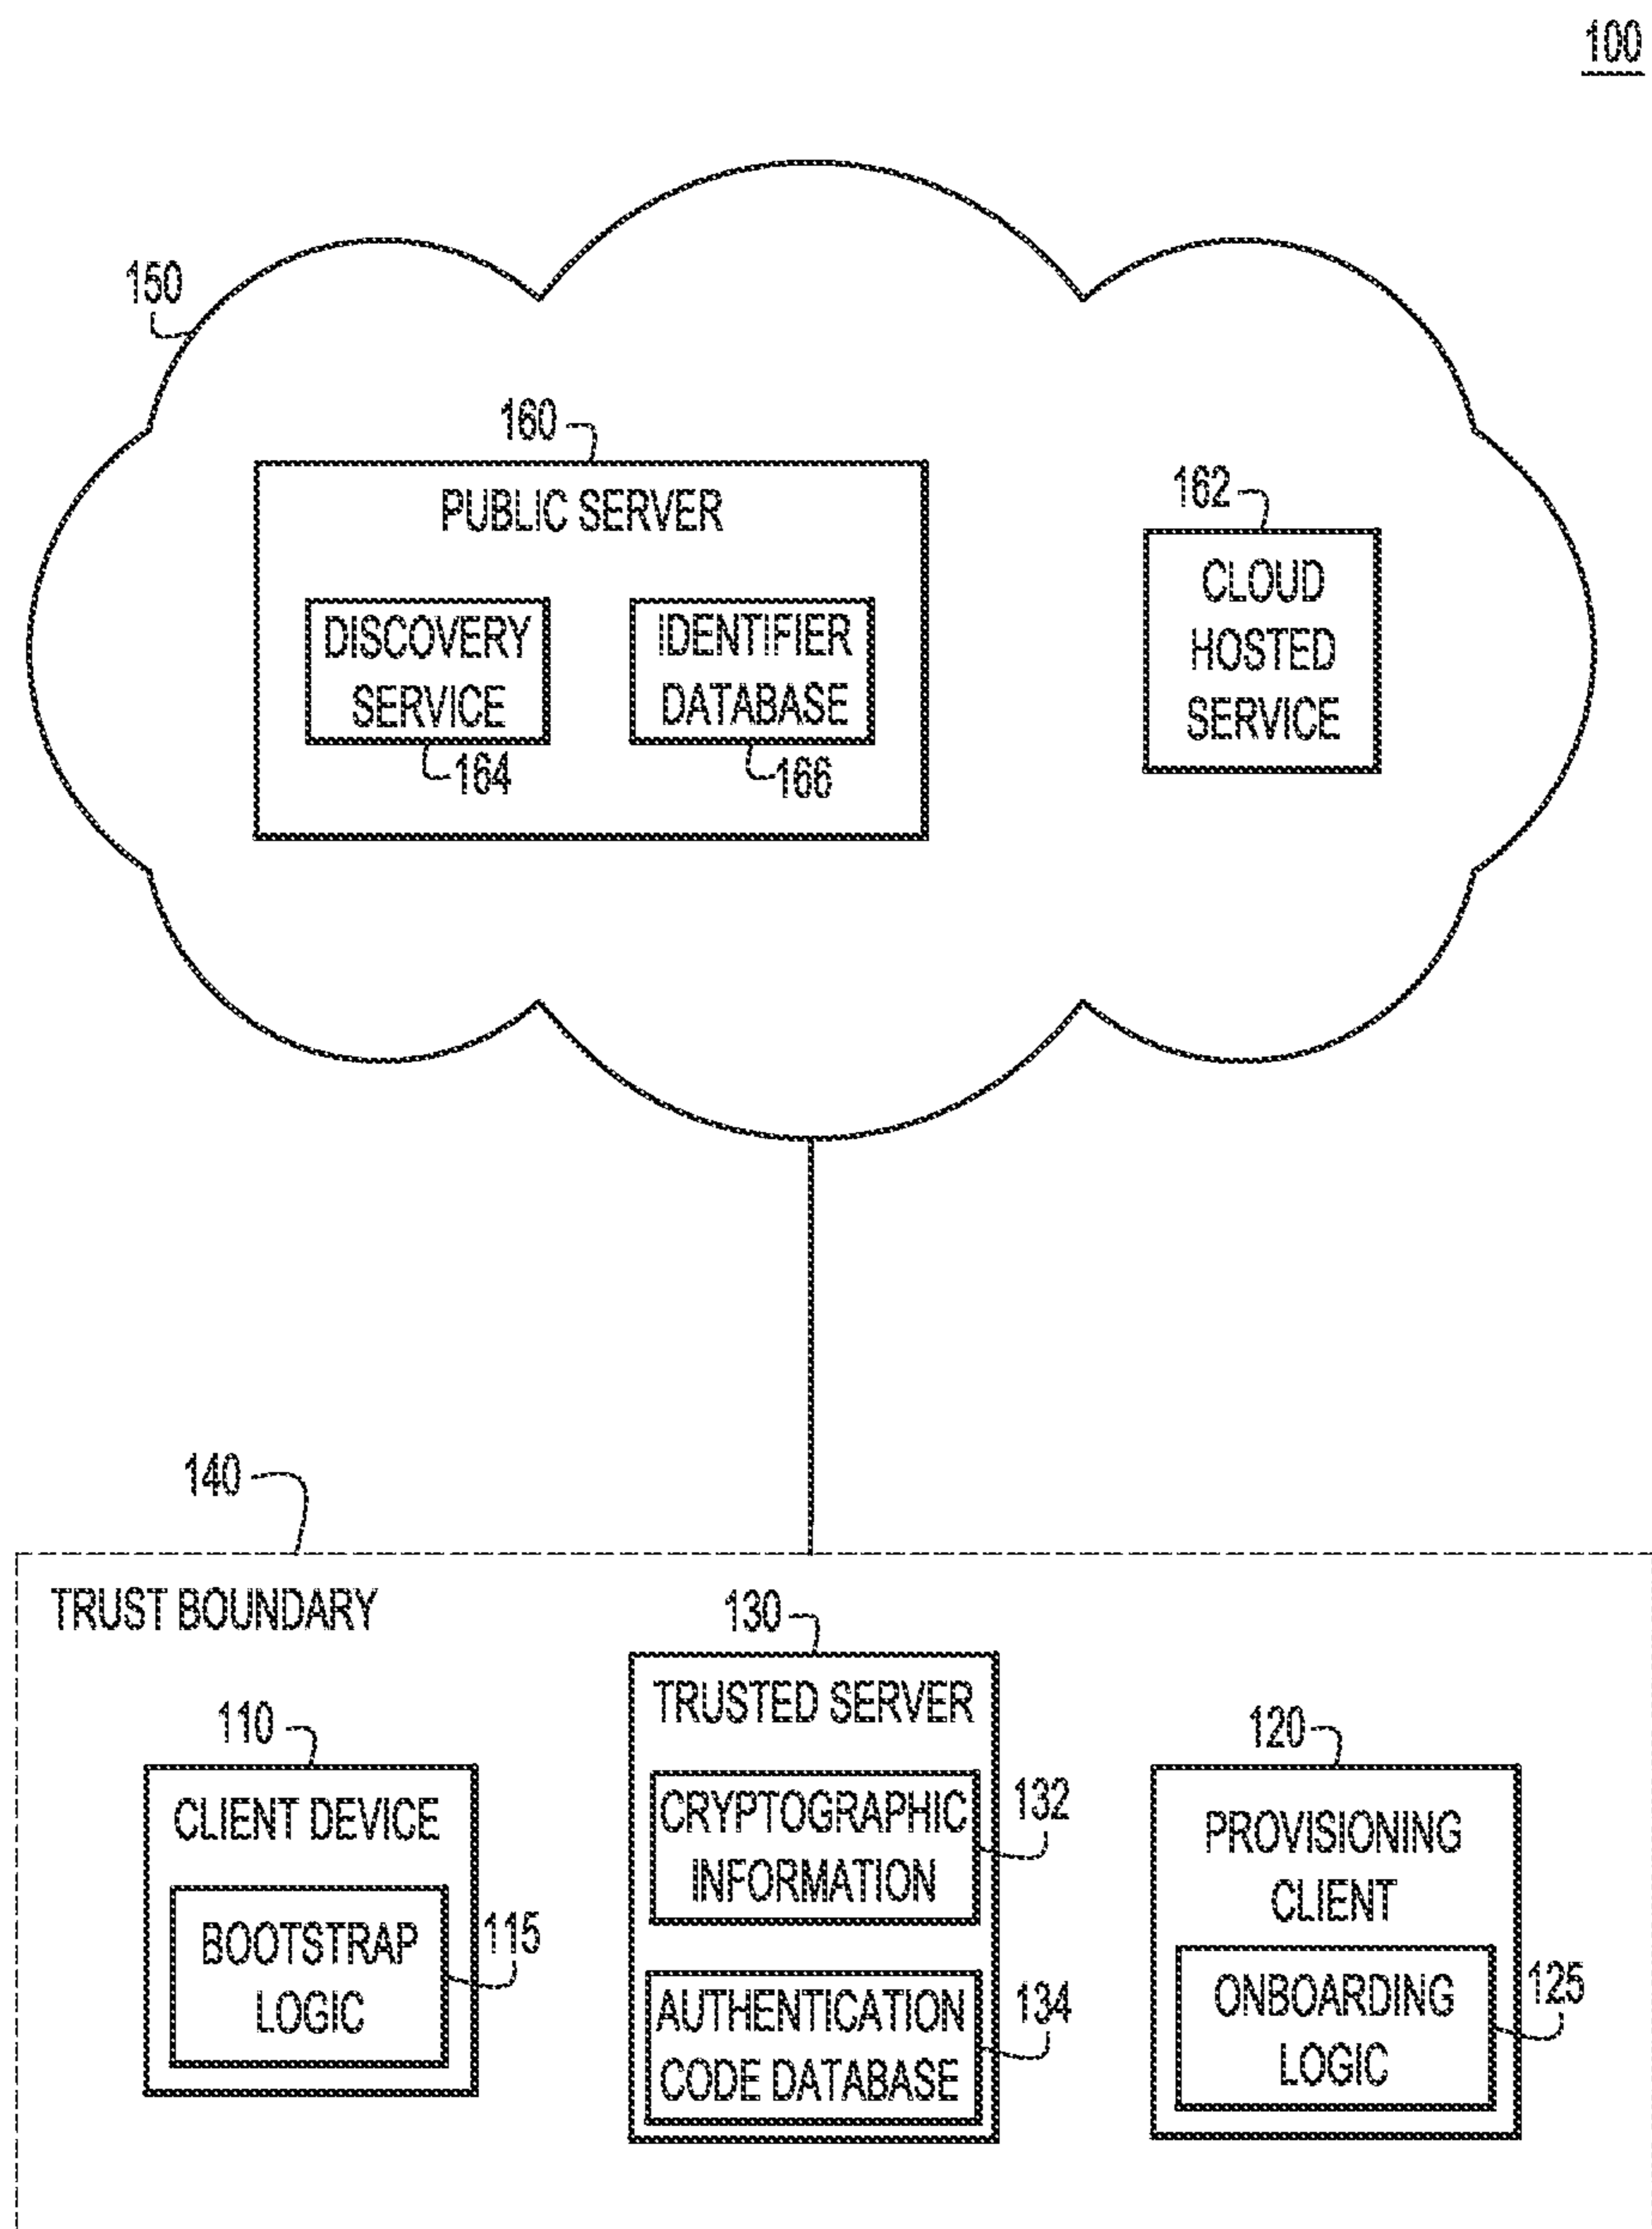 100
150
160
PUBLIC SERVER
162
CLOUD
HOSTED
SERVICE
DISCOVERY
SERVICE
164
IDENTIFIER
DATABASE
166
140
TRUST BOUNDARY
110
CLIENT DEVICE
BOOTSTRAP
LOGIC
115
130
TRUSTED SERVER
CRYPTOGRAPHIC
INFORMATION
132
AUTHENTICATION
CODE DATABASE
134
120
PROVISIONING
CLIENT
ONBOARDING
LOGIC
125